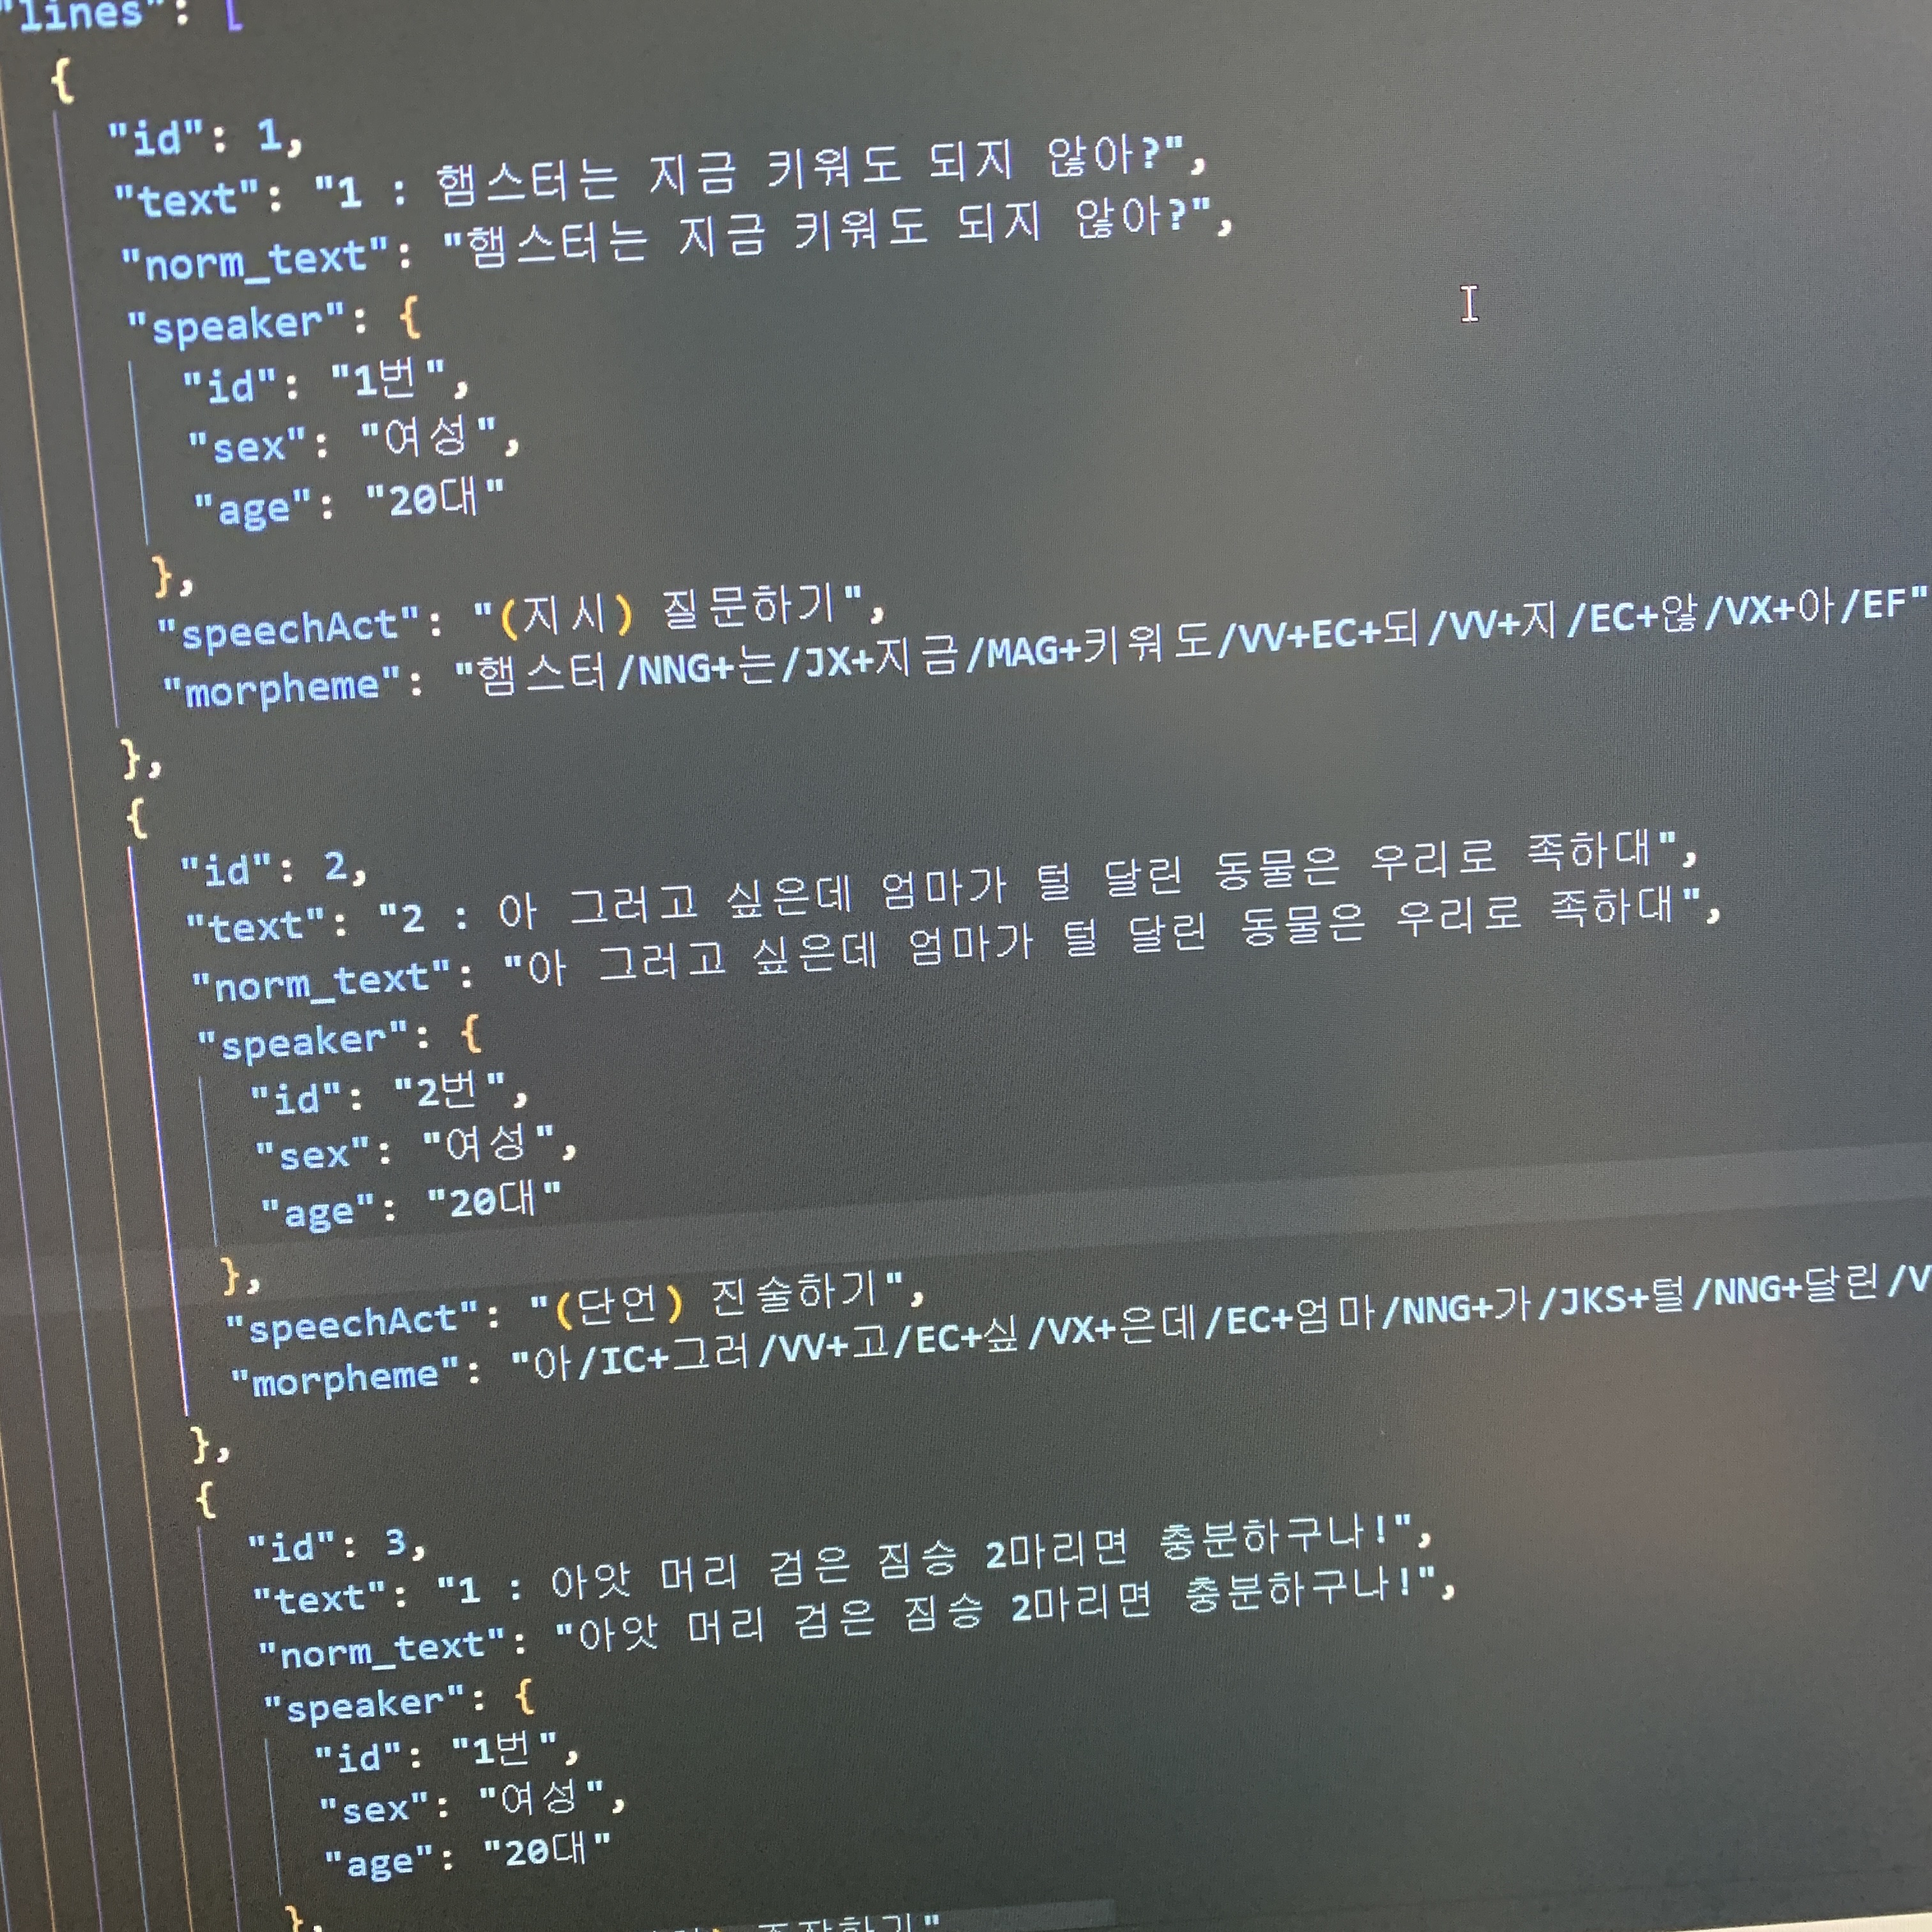 "lines": [
{
"id": 1,
"text": "1 : 햄스터는 지금 키워도 되지 않아?",
"norm_text": "햄스터는 지금 키워도 되지 않아?",
"speaker": {
"id": "1번",
"sex": "여성",
"age": "20대"
},
"speechAct": "(지시) 질문하기",
"morpheme": "햄스터/NNG+는/JX+지금/MAG+키워도/VV+EC+되/VV+지/EC+않/VX+아/EF"
},
{
"id": 2,
"text": "2 : 아 그러고 싶은데 엄마가 털 달린 동물은 우리로 족하대",
"norm_text": "아 그러고 싶은데 엄마가 털 달린 동물은 우리로 족하대",
"speaker": {
"id": "2번",
"sex": "여성",
"age": "20대"
},
"speechAct": "(단언) 진술하기",
"morpheme": "아/IC+그러/VV+고/EC+싶/VX+은데/EC+엄마/NNG+가/JKS+털/NNG+달린/V
},
{
"id": 3,
"text": "1 : 아앗 머리 검은 짐승 2마리면 충분하구나!",
"norm_text": "아앗 머리 검은 짐승 2마리면 충분하구나!",
"speaker": {
"id": "1번",
"sex": "여성",
"age": "20대"
},